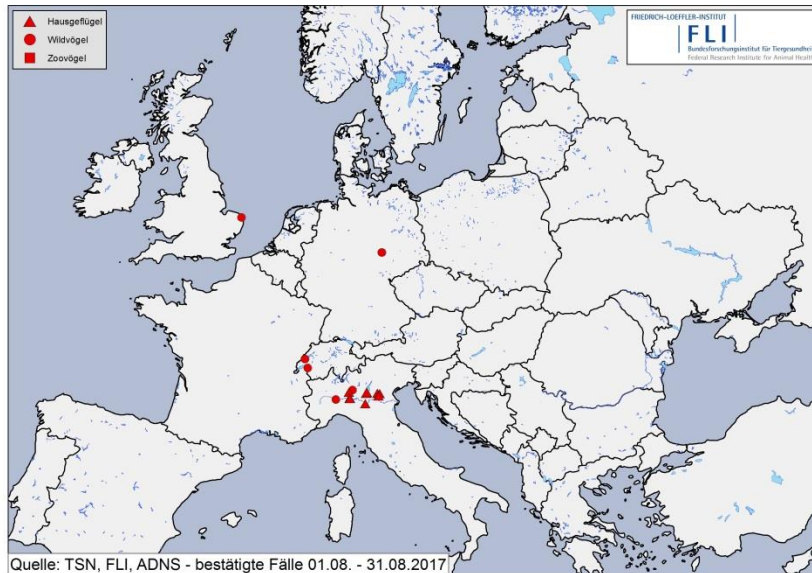 Hausgeflügel
Wildvögel
Zoovögel
FRIEDRICH-LOEFFLER-INSTITUT
FLI
Bundesforschungsinstitut für Tiergesundheit
Federal Research Institute for Animal Health
Quelle: TSN, FLI, ADNS - bestätigte Fälle 01.08. - 31.08.2017